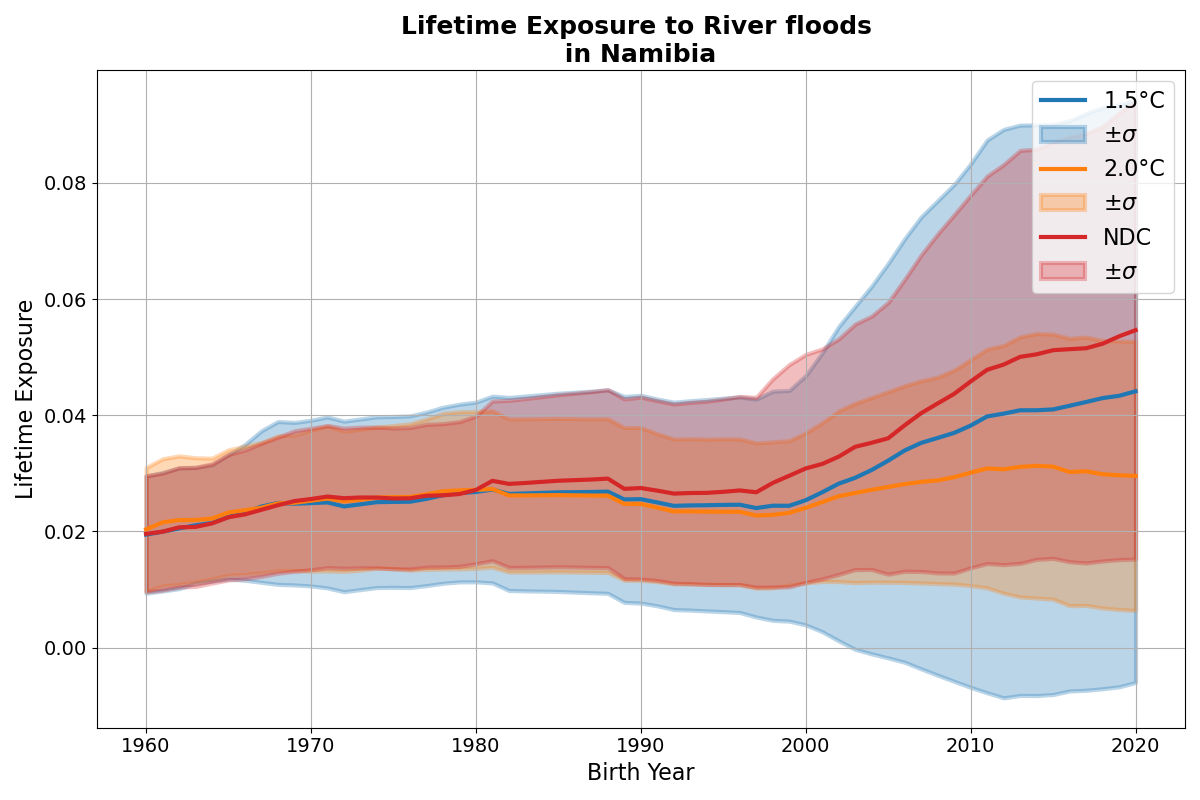 Lifetime Exposure to River floods
in Namibia
Lifetime Exposure
0.08
0.06
0.04
0.02
0.00
1960
1970
1980
1990
2000
2010
2020
Birth Year
1.5°C
±σ
2.0°C
±σ
NDC
±σ